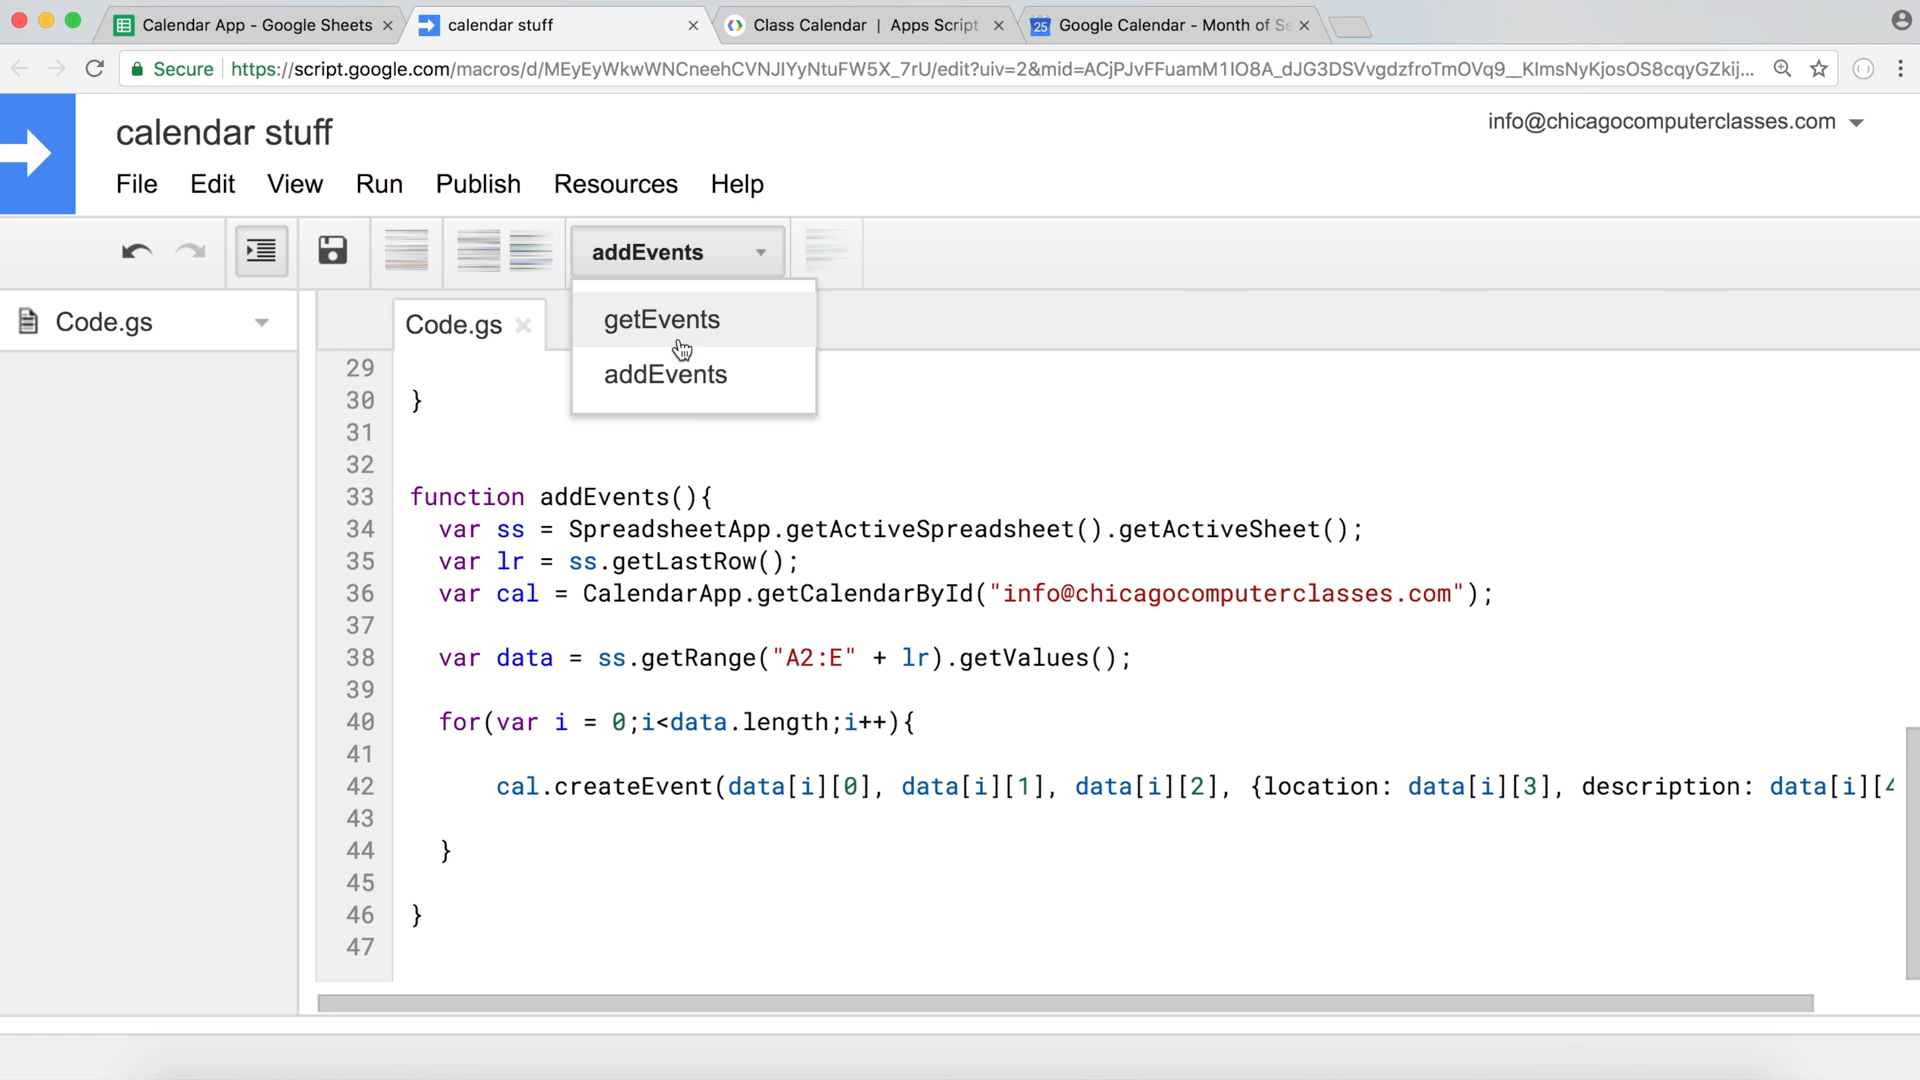 Calendar App - Google Sheets
calendar stuff
Class Calendar | Apps Script
25
Google Calendar - Month of Se
Secure
https://script.google.com/macros/d/MEyEyWkwWNCneehCVNJIYyNtuFW5X_7rU/edit?uiv=2&mid=ACjPJvFFuamM1IO8A_dJG3DSVvgdzfroTmOVq9__KImsNyKjosOS8cqyGZkij...
calendar stuff
info@chicagocomputerclasses.com
File Edit View Run Publish Resources Help
addEvents
Code.gs
Code.gs
getEvents
addEvents
29
30 }
31
32
33 function addEvents(){
34 var ss = SpreadsheetApp.getActiveSpreadsheet().getActiveSheet();
35 var lr = ss.getLastRow();
36 var cal = CalendarApp.getCalendarById("info@chicagocomputerclasses.com");
37
38 var data = ss.getRange("A2:E" + lr).getValues();
39
40 for(var i = 0;i<data.length;i++){
41
42 cal.createEvent(data[i][0], data[i][1], data[i][2], {location: data[i][3], description: data[i][4
43
44 }
45
46 }
47